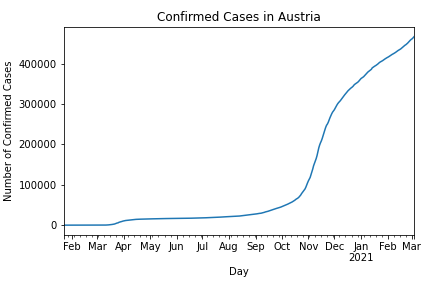 Confirmed Cases in Austria
Number of Confirmed Cases
400000
300000
200000
100000
0
Feb Mar Apr May Jun Jul Aug Sep Oct Nov Dec Jan Feb Mar
2021
Day